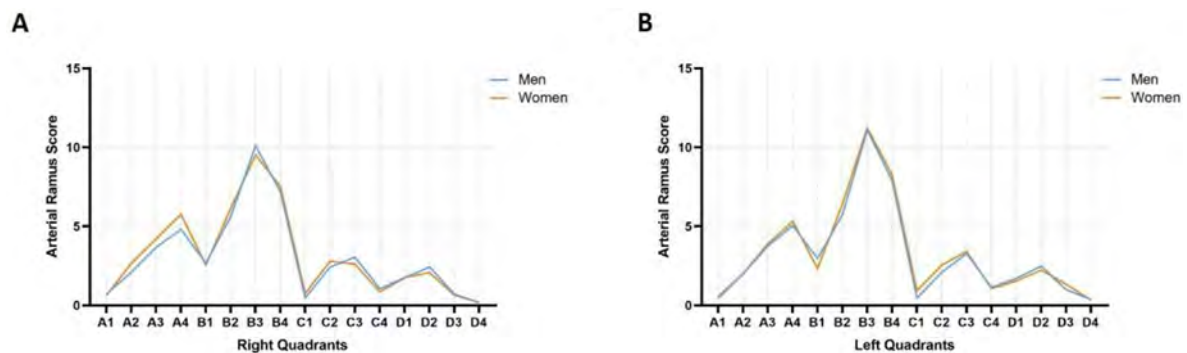 A
15
10
5
0
Arterial Ramus Score
Men
Women
A1 A2 A3 A4 B1 B2 B3 B4 C1 C2 C3 C4 D1 D2 D3 D4
Right Quadrants
B
15
10
5
0
Arterial Ramus Score
Men
Women
A1 A2 A3 A4 B1 B2 B3 B4 C1 C2 C3 C4 D1 D2 D3 D4
Left Quadrants